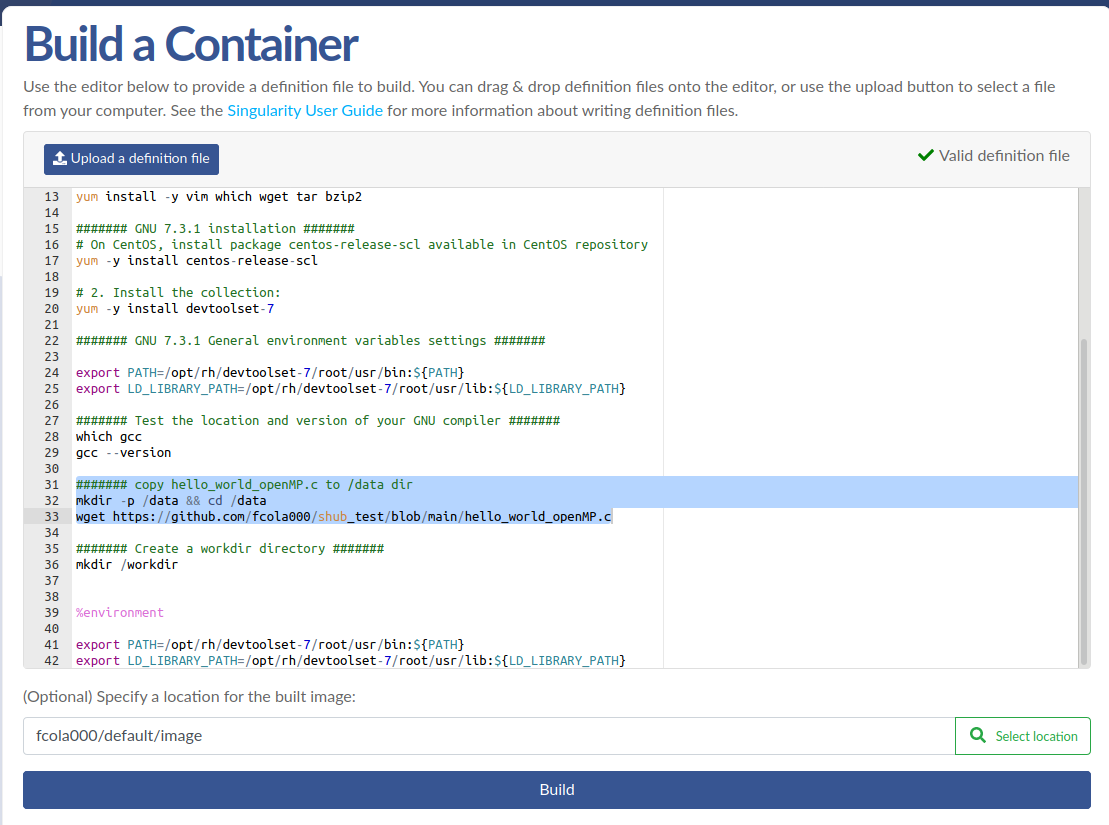 Build a Container
Use the editor below to provide a definition file to build. You can drag & drop definition files onto the editor, or use the upload button to select a file
from your computer. See the Singularity User Guide for more information about writing definition files.
Upload a definition file
Valid definition file
13 yum install -y vim which wget tar bzip2
14
15 ####### GNU 7.3.1 installation #######
16 # On CentOS, install package centos-release-scl available in CentOS repository
17 yum -y install centos-release-scl
18
19 # 2. Install the collection:
20 yum -y install devtoolset-7
21
22 ####### GNU 7.3.1 General environment variables settings #######
23
24 export PATH=/opt/rh/devtoolset-7/root/usr/bin:${PATH}
25 export LD_LIBRARY_PATH=/opt/rh/devtoolset-7/root/usr/lib:${LD_LIBRARY_PATH}
26
27 ####### Test the location and version of your GNU compiler #######
28 which gcc
29 gcc --version
30
31 ####### copy hello_world_openMP.c to /data dir
32 mkdir -p /data && cd /data
33 wget https://github.com/fcola000/shub_test/blob/main/hello_world_openMP.c
34
35 ####### Create a workdir directory #######
36 mkdir /workdir
37
38
39 %environment
40
41 export PATH=/opt/rh/devtoolset-7/root/usr/bin:${PATH}
42 export LD_LIBRARY_PATH=/opt/rh/devtoolset-7/root/usr/lib:${LD_LIBRARY_PATH}
(Optional) Specify a location for the built image:
fcola000/default/image
Select location
Build